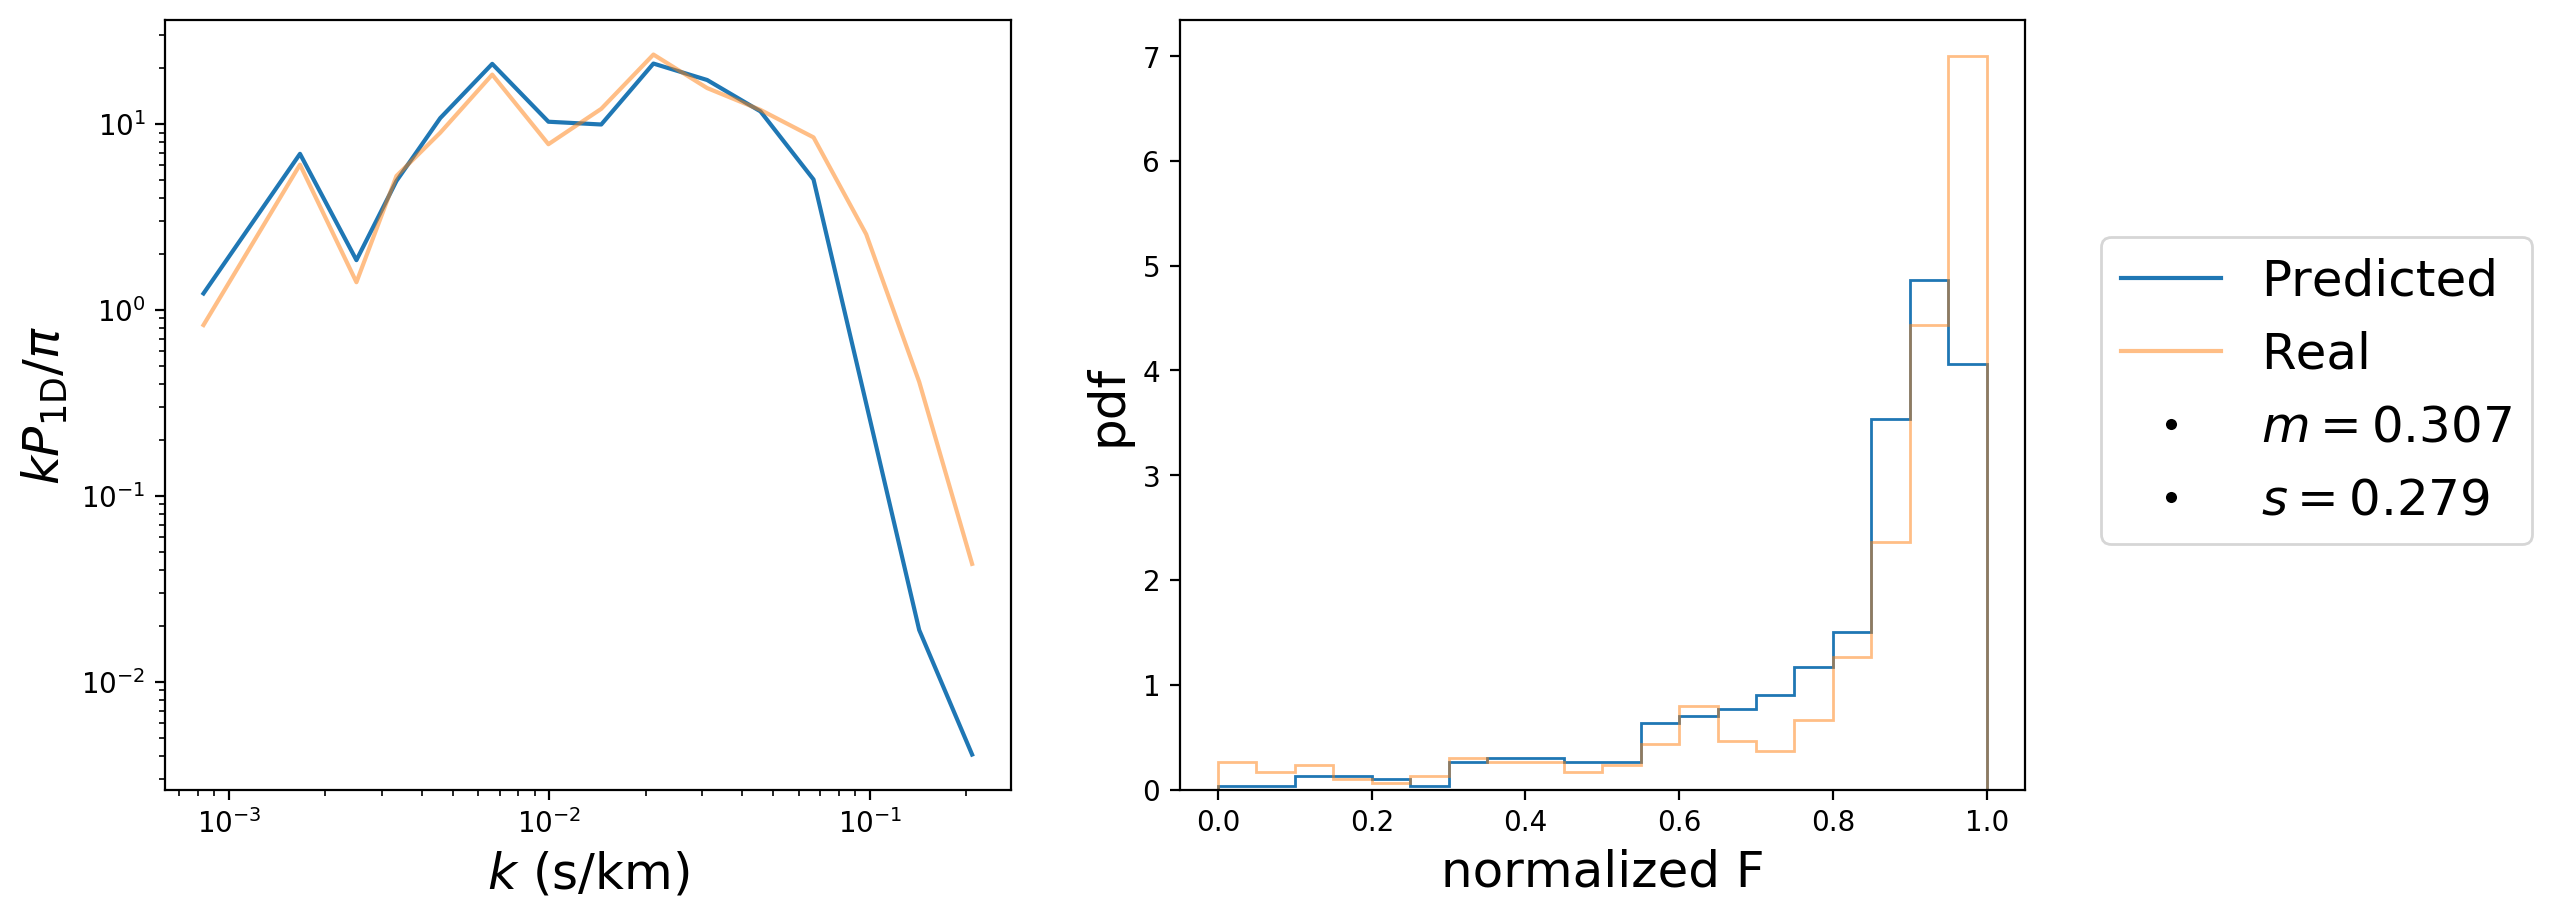 10¹
10⁰
10⁻¹
10⁻²
kP₁D/π
10⁻³
10⁻²
10⁻¹
k (s/km)
7
6
5
4
3
2
1
0
pdf
0.0
0.2
0.4
0.6
0.8
1.0
normalized F
Predicted
Real
m = 0.307
s = 0.279